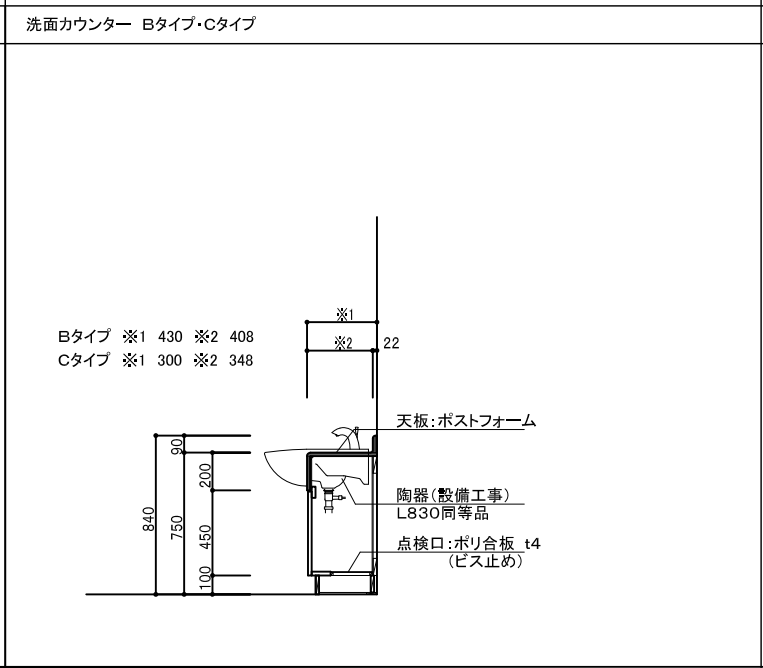 洗面カウンター Bタイプ・Cタイプ
※1
Bタイプ ※1 430 ※2 408
※2 22
Cタイプ ※1 300 ※2 348
天板:ポストフォーム
90
200
陶器(設備工事)
L830同等品
840
750
450
点検口:ポリ合板 t4
(ビス止め)
100